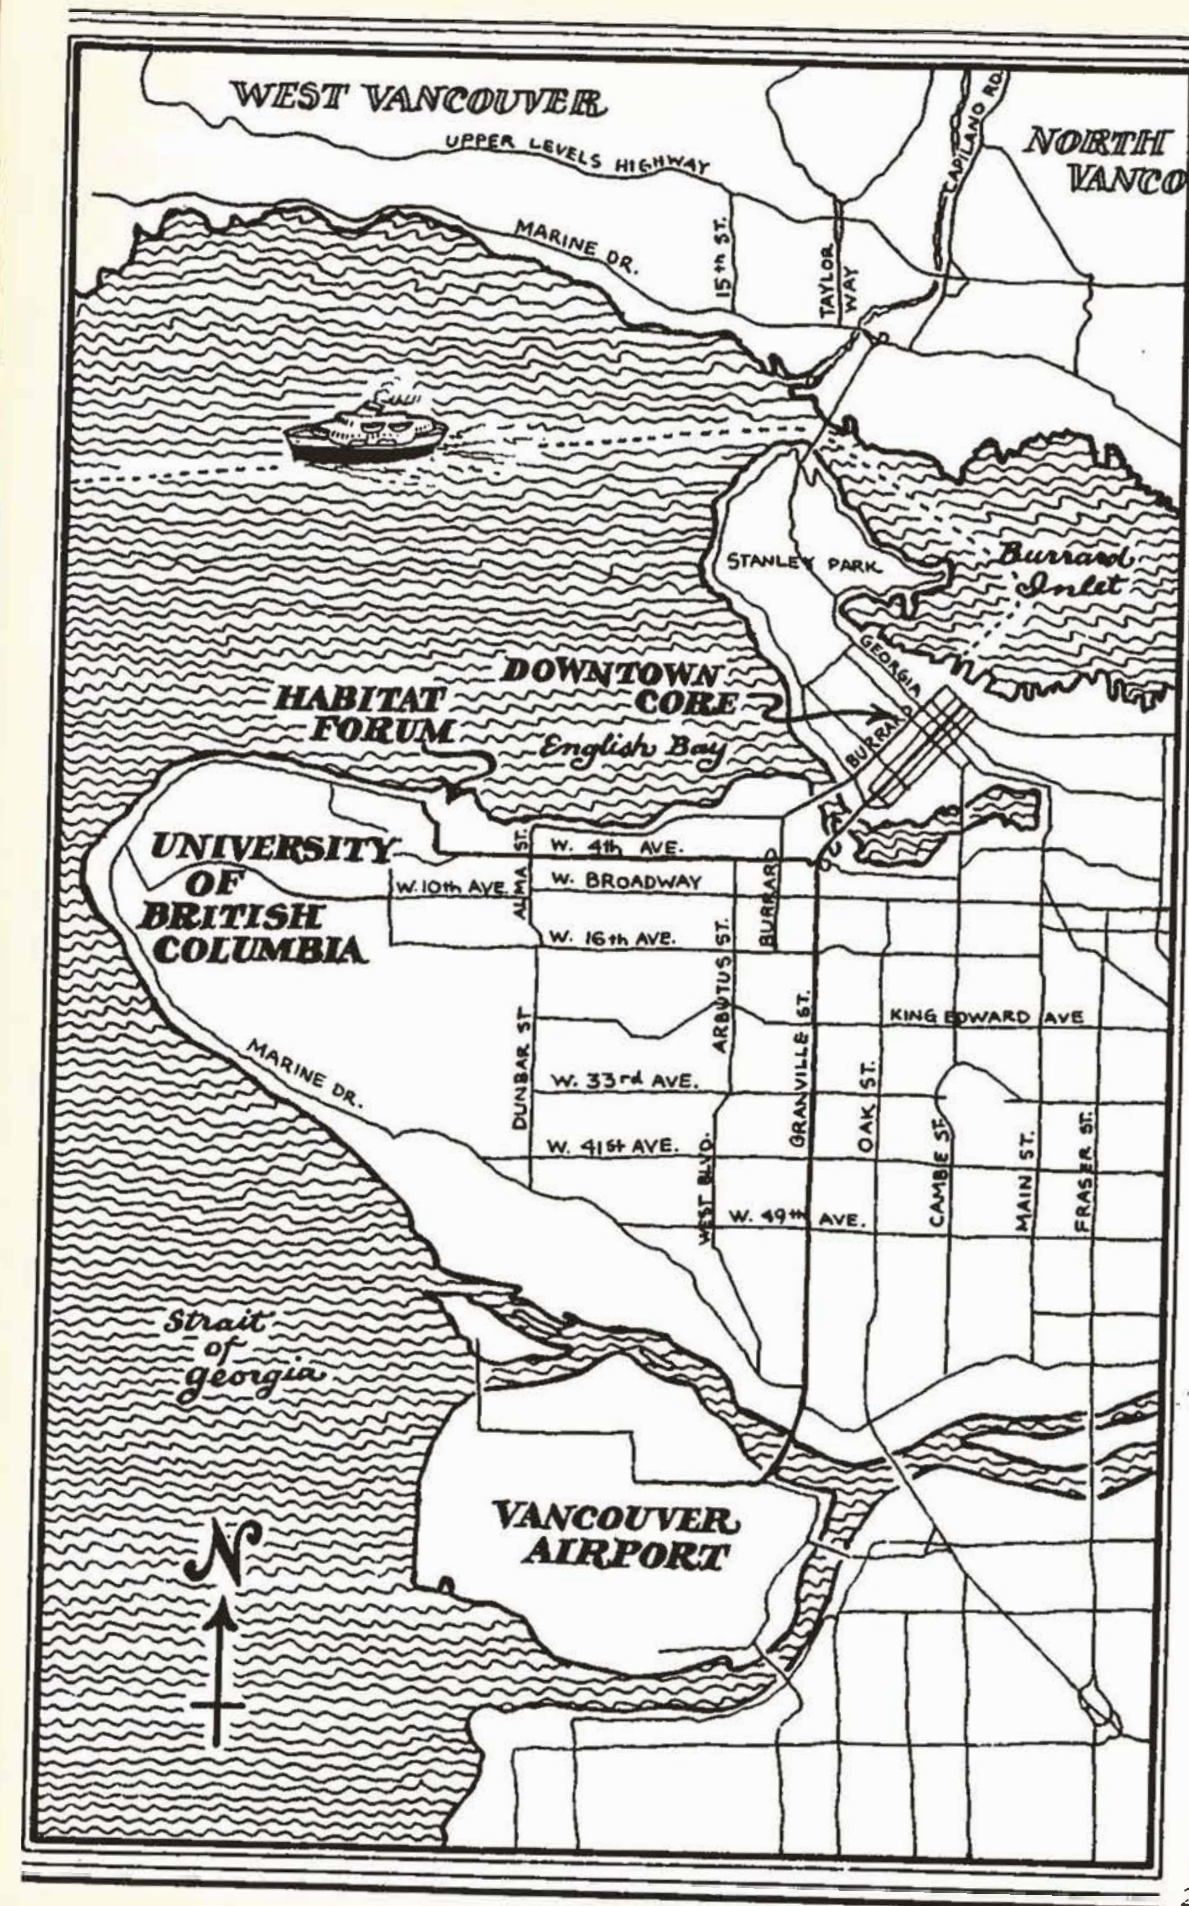 WEST VANCOUVER
UPPER LEVELS HIGHWAY
CAPILANO RD.
NORTH
VANCO
MARINE DR.
15th ST.
TAYLOR
WAY
STANLEY PARK
Burrard
Inlet
GEORGIA
DOWNTOWN
CORE
HABITAT
FORUM
English Bay
BURRARD
UNIVERSITY
OF
BRITISH
COLUMBIA
W. 4th AVE.
W. 10th AVE.
ALMA ST.
W. BROADWAY
BURRARD
W. 16th AVE.
ARBUTUS ST.
KING EDWARD AVE
MARINE DR.
DUNBAR ST
W. 33rd AVE.
GRANVILLE ST.
OAK ST.
W. 41st AVE.
WEST BLVD.
CAMBIE ST.
MAIN ST.
FRASER ST.
W. 49th AVE.
Strait
of
georgia
N
VANCOUVER
AIRPORT
2